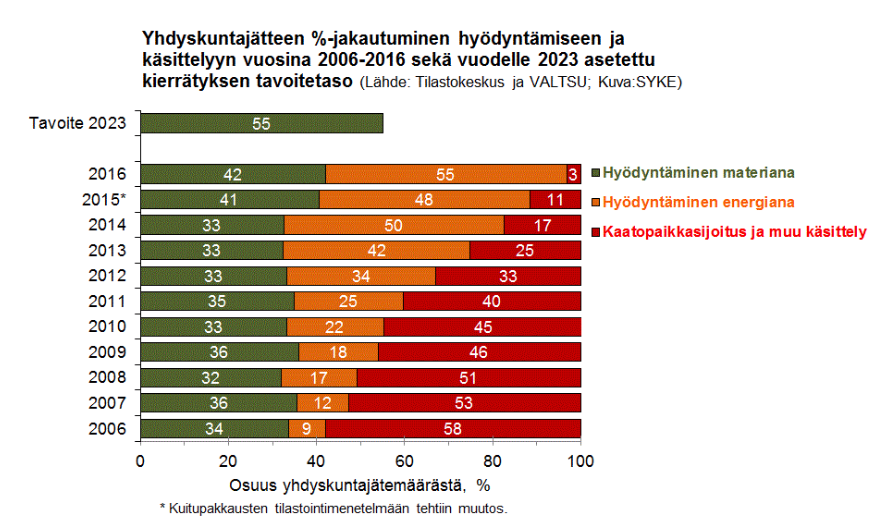 Yhdyskuntajätteen %-jakautuminen hyödyntämiseen ja
käsittelyyn vuosina 2006-2016 sekä vuodelle 2023 asetettu
kierrätyksen tavoitetaso (Lähde: Tilastokeskus ja VALTSU; Kuva:SYKE)
Tavoite 2023 55
2016 42 55 3
2015* 41 48 11
2014 33 50 17
2013 33 42 25
2012 33 34 33
2011 35 25 40
2010 33 22 45
2009 36 18 46
2008 32 17 51
2007 36 12 53
2006 34 9 58
0 20 40 60 80 100
Osuus yhdyskuntajätemäärästä, %
* Kuitupakkausten tilastointimenetelmään tehtiin muutos.
Hyödyntäminen materiana
Hyödyntäminen energiana
Kaatopaikkasijoitus ja muu käsittely